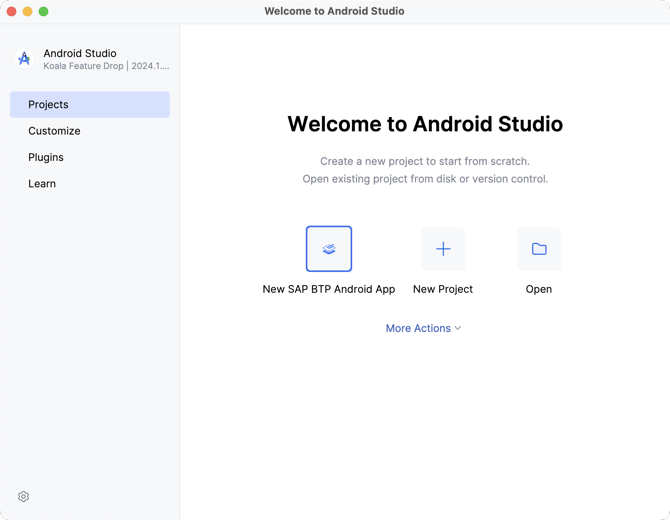 Welcome to Android Studio
Android Studio
Koala Feature Drop | 2024.1....
Projects
Customize
Plugins
Learn
Welcome to Android Studio
Create a new project to start from scratch.
Open existing project from disk or version control.
New SAP BTP Android App
New Project
Open
More Actions